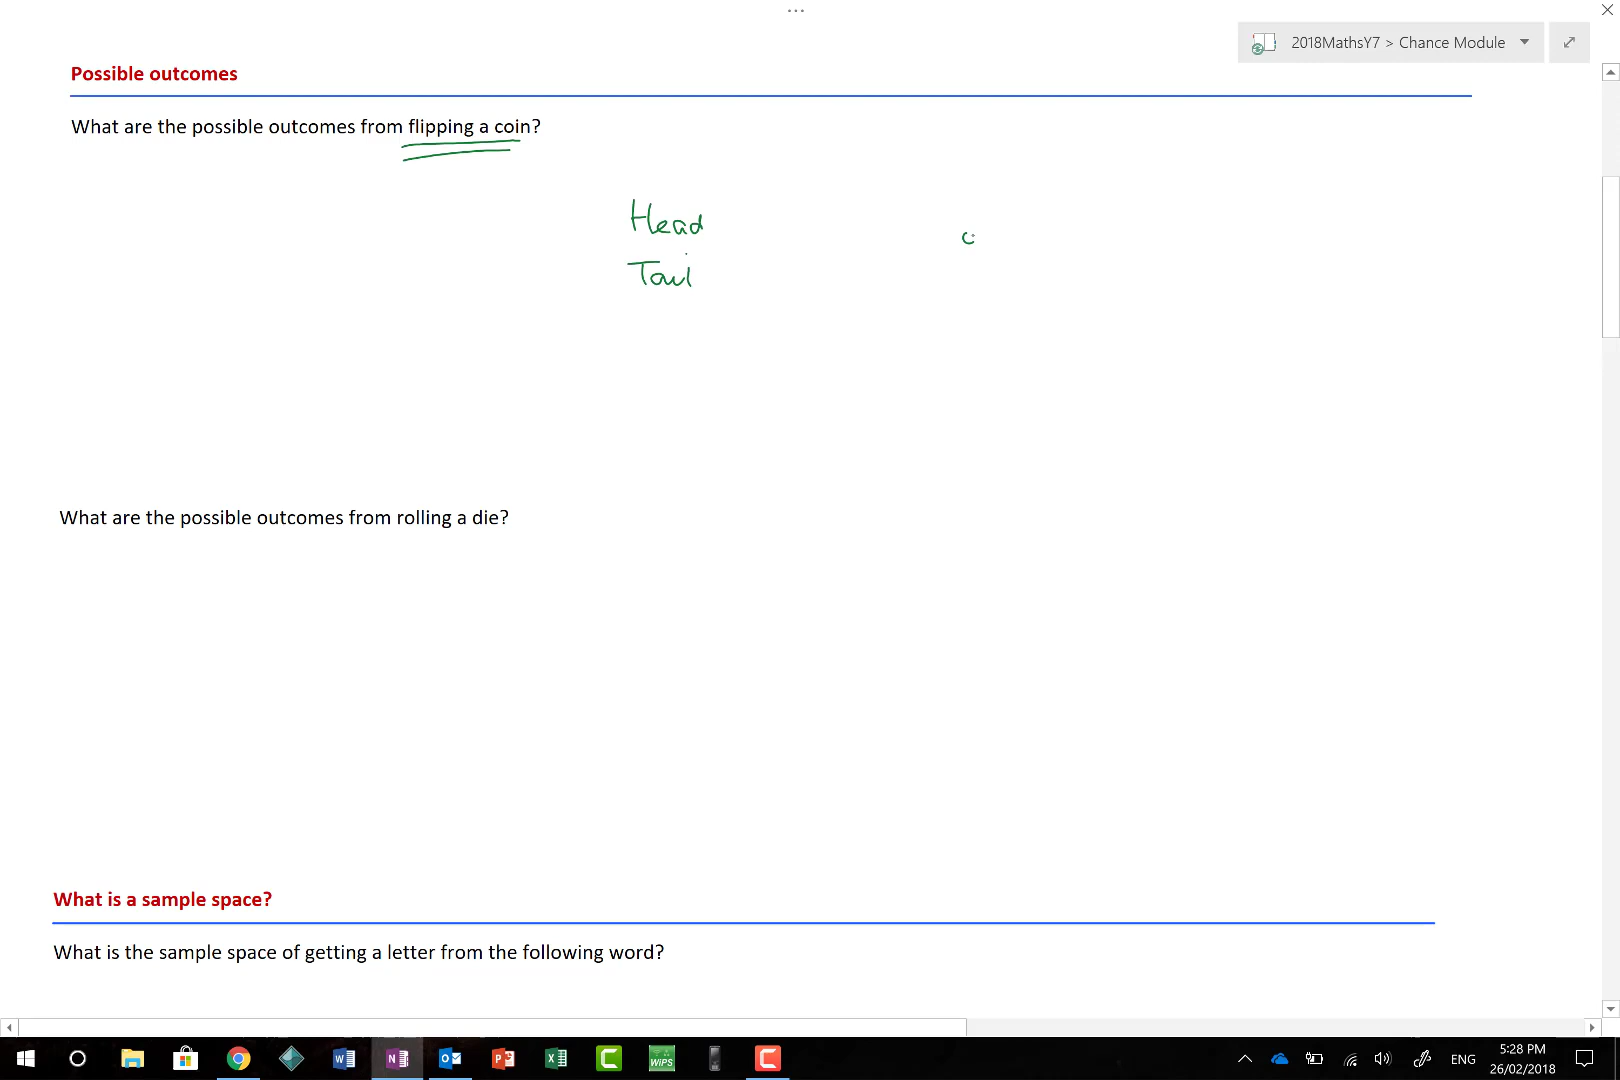 2018MathsY7 > Chance Module
Possible outcomes
What are the possible outcomes from flipping a coin?
Head
Tail
What are the possible outcomes from rolling a die?
What is a sample space?
What is the sample space of getting a letter from the following word?
WiPS
ENG
5:28 PM
26/02/2018